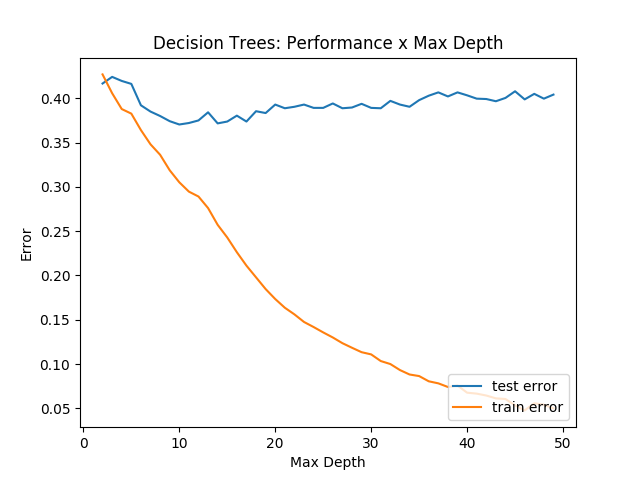 Decision Trees: Performance x Max Depth
Error
0.40
0.35
0.30
0.25
0.20
0.15
0.10
0.05
0
10
20
30
40
50
Max Depth
test error
train error